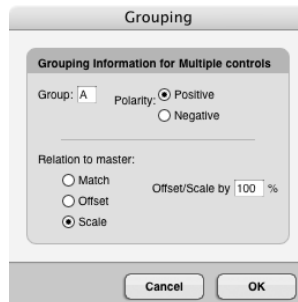 Grouping
Grouping Information for Multiple controls
Group: A Polarity: Positive
Negative
Relation to master:
Match Offset/Scale by 100 %
Offset
Scale
Cancel OK